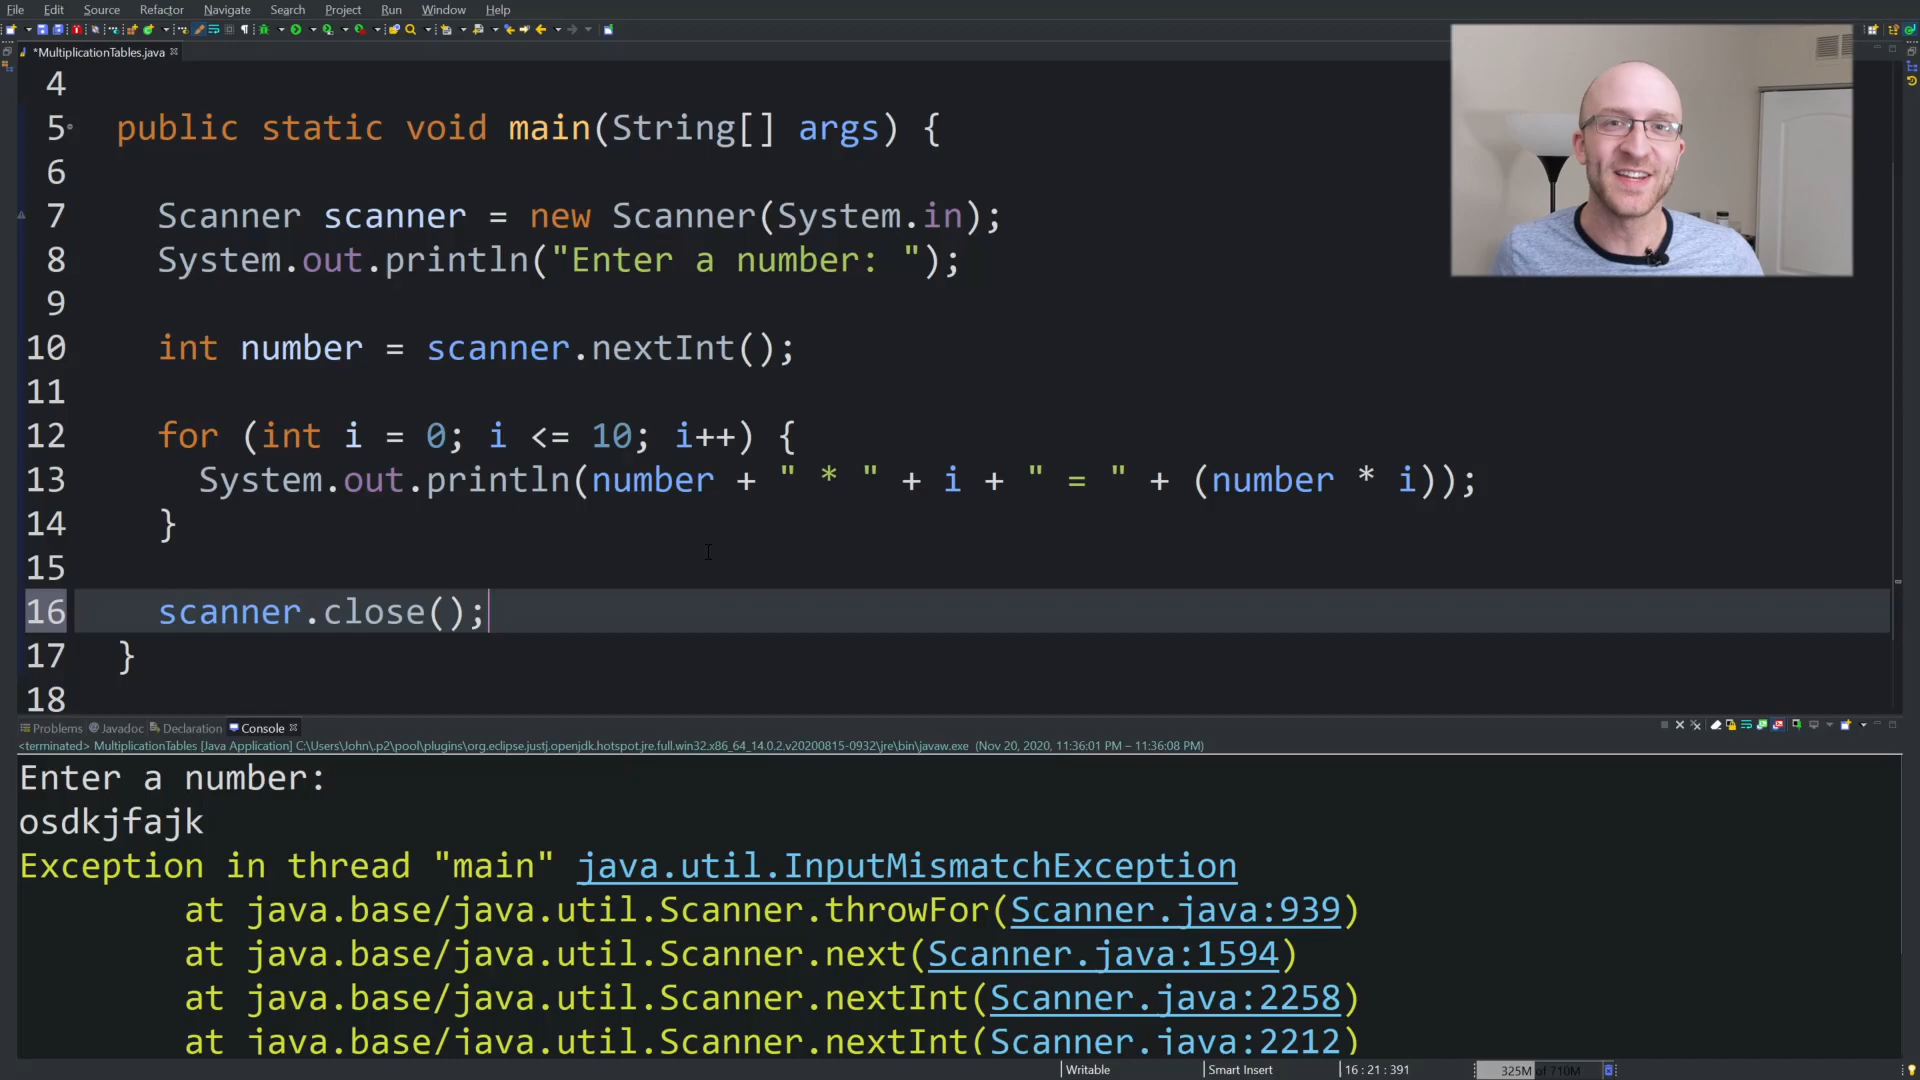 File Edit Source Refactor Navigate Search Project Run Window Help
*MultiplicationTables.java
4
5 public static void main(String[] args) {
6
7 Scanner scanner = new Scanner(System.in);
8 System.out.println("Enter a number: ");
9
10 int number = scanner.nextInt();
11
12 for (int i = 0; i <= 10; i++) {
13 System.out.println(number + " * " + i + " = " + (number * i));
14 }
15
16 scanner.close();
17 }
18
Problems Javadoc Declaration Console
<terminated> MultiplicationTables [Java Application] C:\Users\John\.p2\pool\plugins\org.eclipse.justj.openjdk.hotspot.jre.full.win32.x86_64_14.0.2.v20200815-0932\jre\bin\javaw.exe (Nov 20, 2020, 11:36:01 PM – 11:36:08 PM)
Enter a number:
osdkjfajk
Exception in thread "main" java.util.InputMismatchException
at java.base/java.util.Scanner.throwFor(Scanner.java:939)
at java.base/java.util.Scanner.next(Scanner.java:1594)
at java.base/java.util.Scanner.nextInt(Scanner.java:2258)
at java.base/java.util.Scanner.nextInt(Scanner.java:2212)
Writable Smart Insert 16 : 21 : 391 325M of 710M